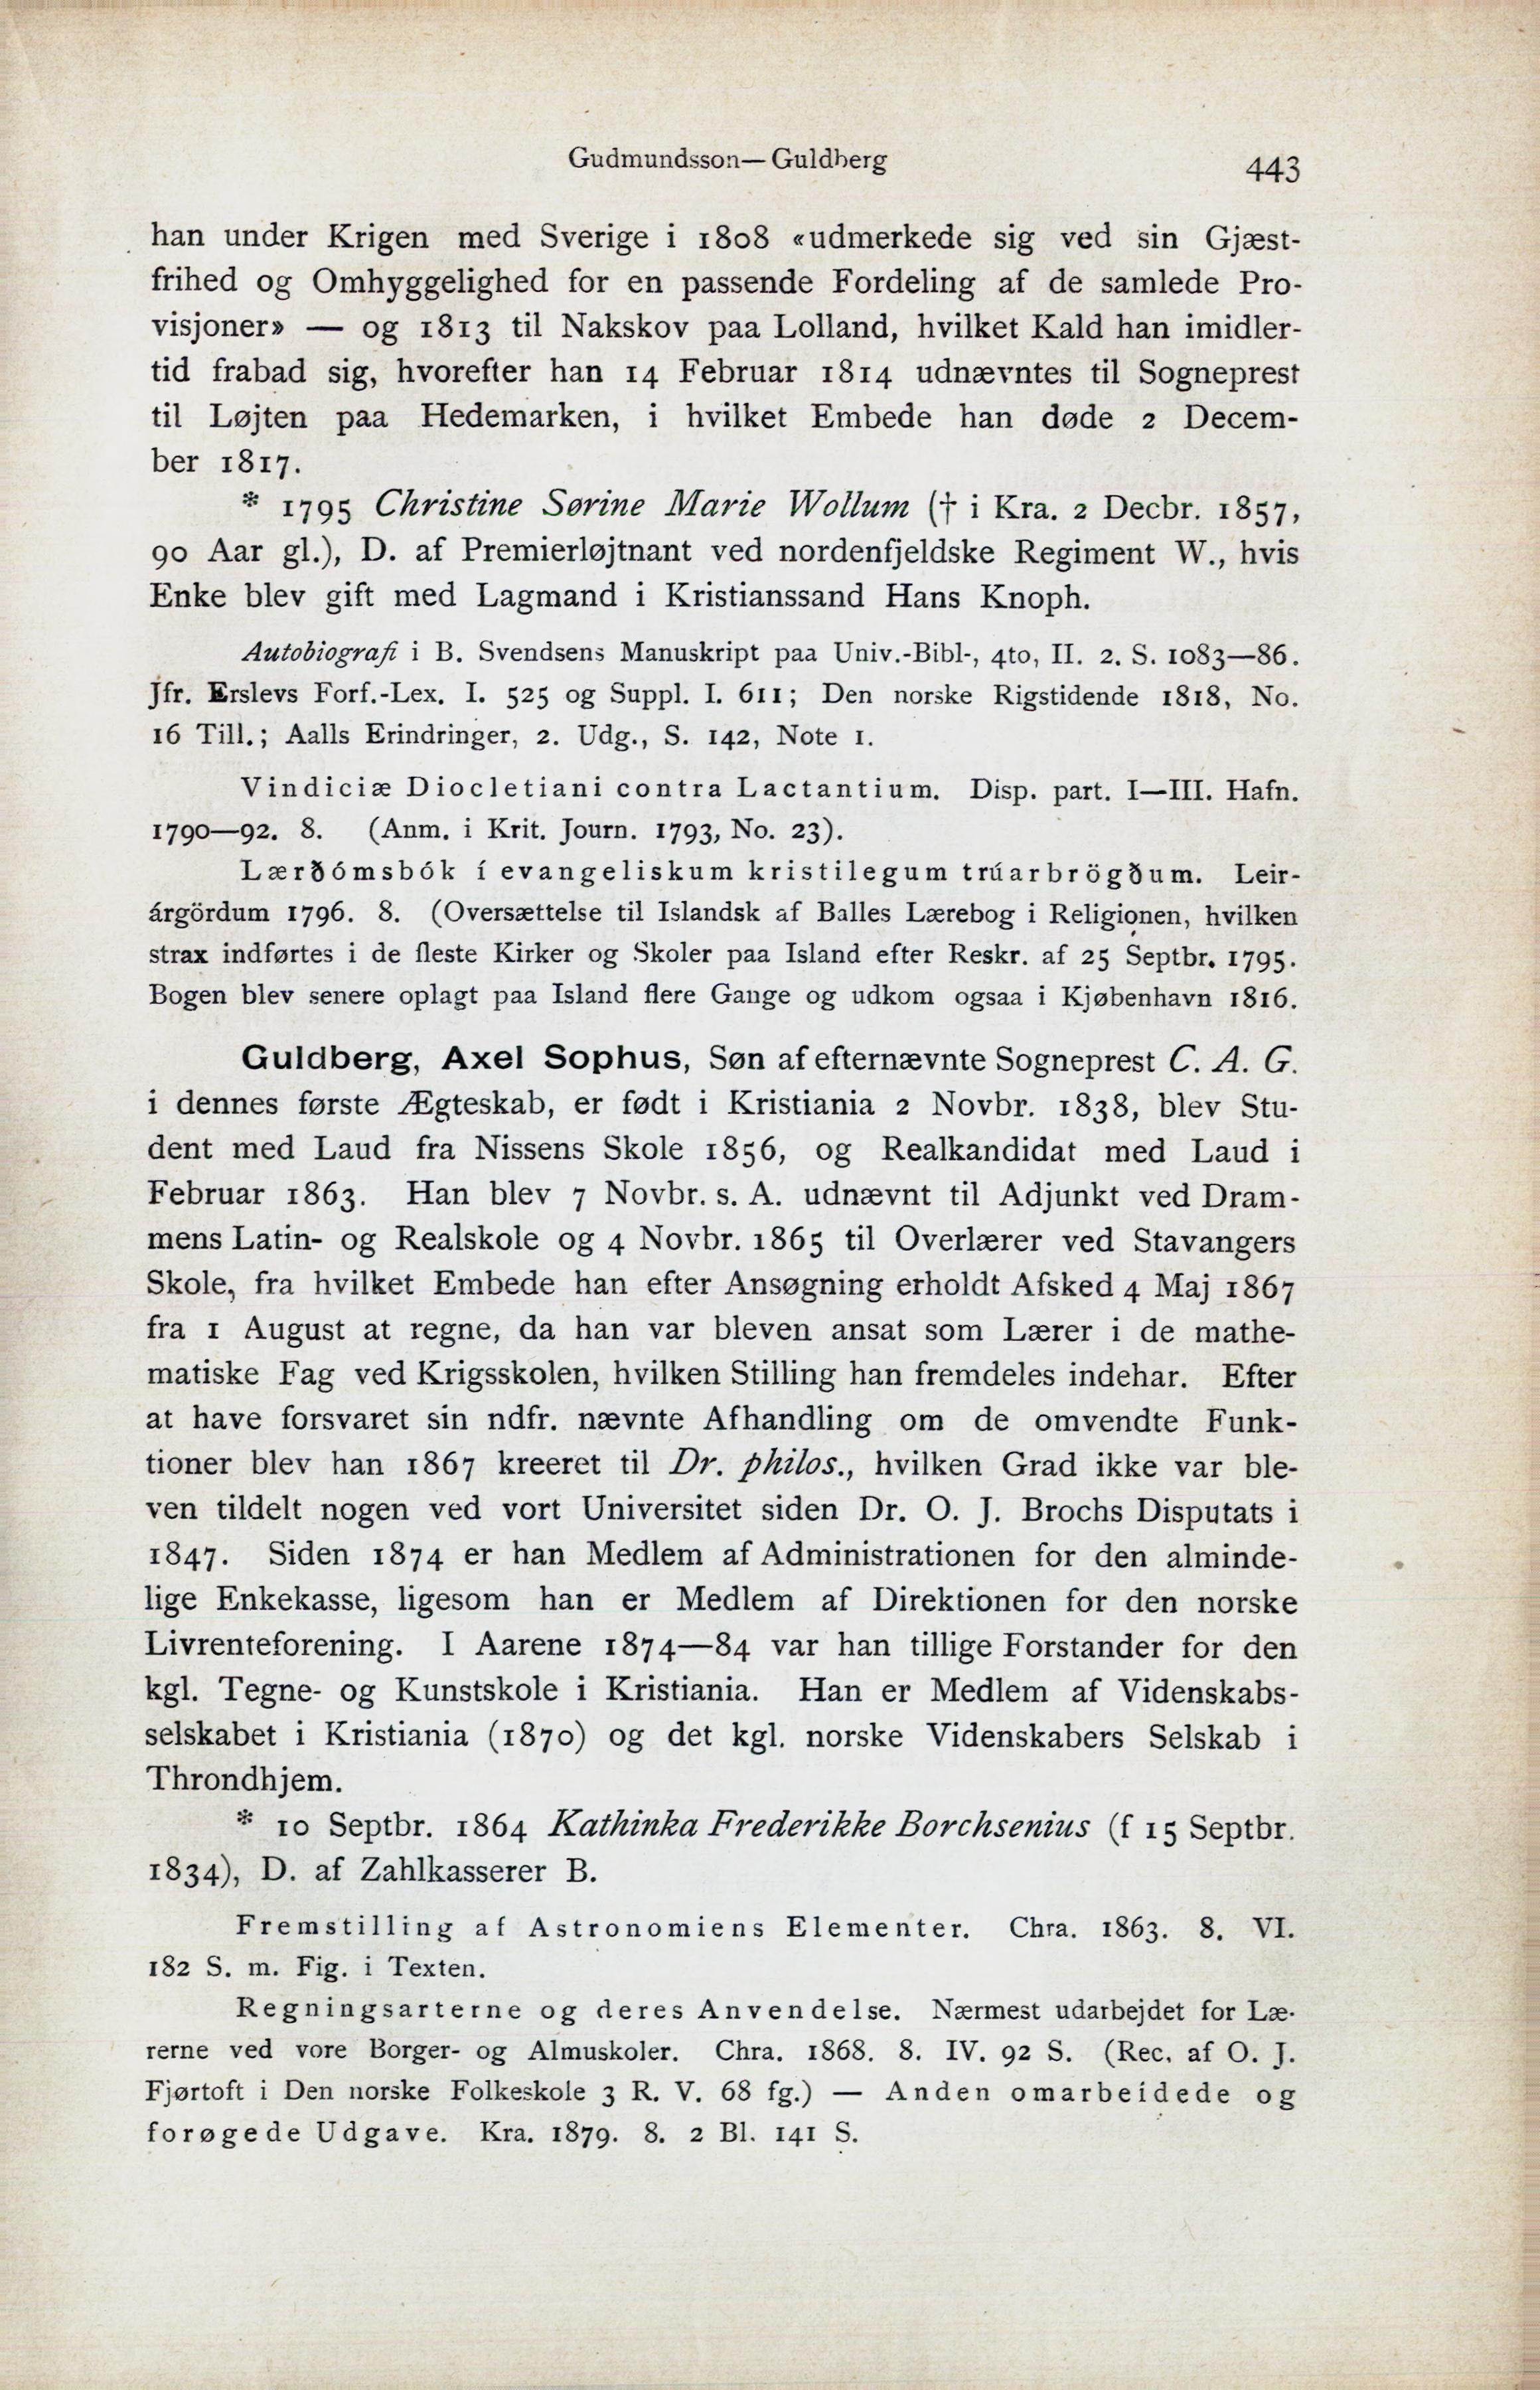 Gudmundsson—Guldberg
443
han under Krigen med Sverige i 1808 «udmerkede sig ved sin Gjæst-
frihed og Omhyggelighed for en passende Fordeling af de samlede Pro-
visjoner» — og 1813 til Nakskov paa Lolland, hvilket Kald han imidler-
tid frabad sig, hvorefter han 14 Februar 1814 udnævntes til Sogneprest
til Løjten paa Hedemarken, i hvilket Embede han døde 2 Decem-
ber 1817.
* 1795 Christine Sørine Marie Wollum († i Kra. 2 Decbr. 1857,
90 Aar gl.), D. af Premierløjtnant ved nordenfjeldske Regiment W., hvis
Enke blev gift med Lagmand i Kristianssand Hans Knoph.
Autobiografi i B. Svendsens Manuskript paa Univ.-Bibl-, 4to, II. 2. S. 1083—86.
Jfr. Erslevs Forf.-Lex. I. 525 og Suppl. I. 611; Den norske Rigstidende 1818, No.
16 Till.; Aalls Erindringer, 2. Udg., S. 142, Note 1.
Vindiciæ Diocletiani contra Lactantium. Disp. part. I—III. Hafn.
1790—92. 8. (Anm. i Krit. Journ. 1793, No. 23).
Lærðómsbók í evangeliskum kristilegum trúarbrögðum. Leir-
árgördum 1796. 8. (Oversættelse til Islandsk af Balles Lærebog i Religionen, hvilken
strax indførtes i de fleste Kirker og Skoler paa Island efter Reskr. af 25 Septbr. 1795.
Bogen blev senere oplagt paa Island flere Gange og udkom ogsaa i Kjøbenhavn 1816.
Guldberg, Axel Sophus, Søn af efternævnte Sogneprest C. A. G.
i dennes første Ægteskab, er født i Kristiania 2 Novbr. 1838, blev Stu-
dent med Laud fra Nissens Skole 1856, og Realkandidat med Laud i
Februar 1863. Han blev 7 Novbr. s. A. udnævnt til Adjunkt ved Dram-
mens Latin- og Realskole og 4 Novbr. 1865 til Overlærer ved Stavangers
Skole, fra hvilket Embede han efter Ansøgning erholdt Afsked 4 Maj 1867
fra 1 August at regne, da han var bleven ansat som Lærer i de mathe-
matiske Fag ved Krigsskolen, hvilken Stilling han fremdeles indehar. Efter
at have forsvaret sin ndfr. nævnte Afhandling om de omvendte Funk-
tioner blev han 1867 kreeret til Dr. philos., hvilken Grad ikke var ble-
ven tildelt nogen ved vort Universitet siden Dr. O. J. Brochs Disputats i
1847. Siden 1874 er han Medlem af Administrationen for den alminde-
lige Enkekasse, ligesom han er Medlem af Direktionen for den norske
Livrenteforening. I Aarene 1874—84 var han tillige Forstander for den
kgl. Tegne- og Kunstskole i Kristiania. Han er Medlem af Videnskabs-
selskabet i Kristiania (1870) og det kgl. norske Videnskabers Selskab i
Throndhjem.
* 10 Septbr. 1864 Kathinka Frederikke Borchsenius (f 15 Septbr.
1834), D. af Zahlkasserer B.
Fremstilling af Astronomiens Elementer. Chra. 1863. 8. VI.
182 S. m. Fig. i Texten.
Regningsarterne og deres Anvendelse. Nærmest udarbejdet for Læ-
rerne ved vore Borger- og Almuskoler. Chra. 1868. 8. IV. 92 S. (Rec. af O. J.
Fjørtoft i Den norske Folkeskole 3 R. V. 68 fg.) — Anden omarbeidede og
forøgede Udgave. Kra. 1879. 8. 2 Bl. 141 S.